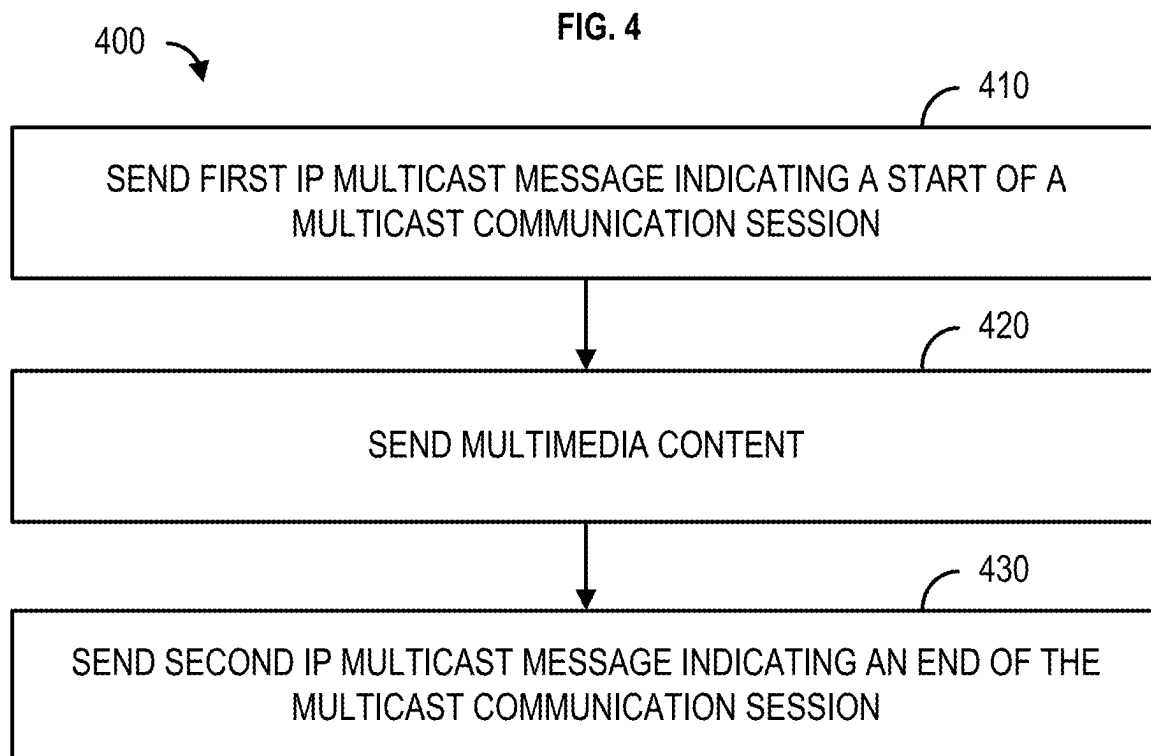 FIG. 4
400
410
SEND FIRST IP MULTICAST MESSAGE INDICATING A START OF A
MULTICAST COMMUNICATION SESSION
420
SEND MULTIMEDIA CONTENT
430
SEND SECOND IP MULTICAST MESSAGE INDICATING AN END OF THE
MULTICAST COMMUNICATION SESSION